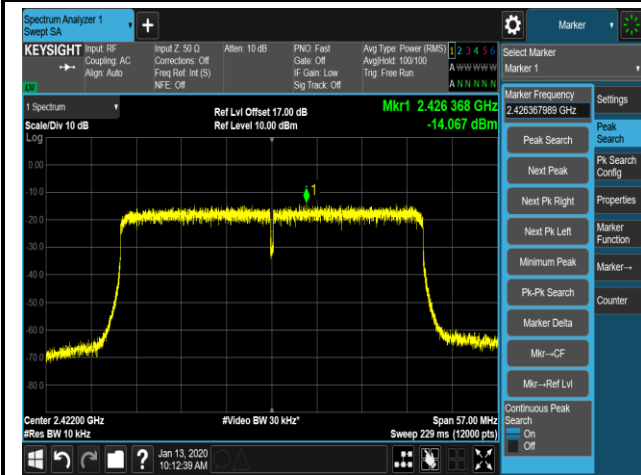 Spectrum Analyzer 1
Swept SA
Marker
KEYSIGHT
Input: RF
Coupling: AC
Align: Auto
Input Z: 50 Ω
Corrections: Off
Freq Ref: Int (S)
NFE: Off
Atten: 10 dB
PNO: Fast
Gate: Off
IF Gain: Low
Sig Track: Off
Avg Type: Power (RMS)
Avg|Hold: 100/100
Trig: Free Run
1 2 3 4 5 6
A W W W W W
A N N N N N
Select Marker
Marker 1
1 Spectrum
Scale/Div 10 dB
Log
Ref Lvl Offset 17.00 dB
Ref Level 10.00 dBm
Mkr1 2.426 368 GHz
-14.067 dBm
Marker Frequency
2.426367989 GHz
Settings
Peak Search
Next Peak
Next Pk Right
Next Pk Left
Minimum Peak
Pk-Pk Search
Marker Delta
Mkr→CF
Mkr→Ref Lvl
Continuous Peak
Search
On
Off
Peak
Search
Pk Search
Config
Properties
Marker
Function
Marker→
Counter
0.00
-10.0
-20.0
-30.0
-40.0
-50.0
-60.0
-70.0
-80.0
1
Center 2.42200 GHz
#Res BW 10 kHz
#Video BW 30 kHz*
Span 57.00 MHz
Sweep 229 ms (12000 pts)
Jan 13, 2020
10:12:39 AM